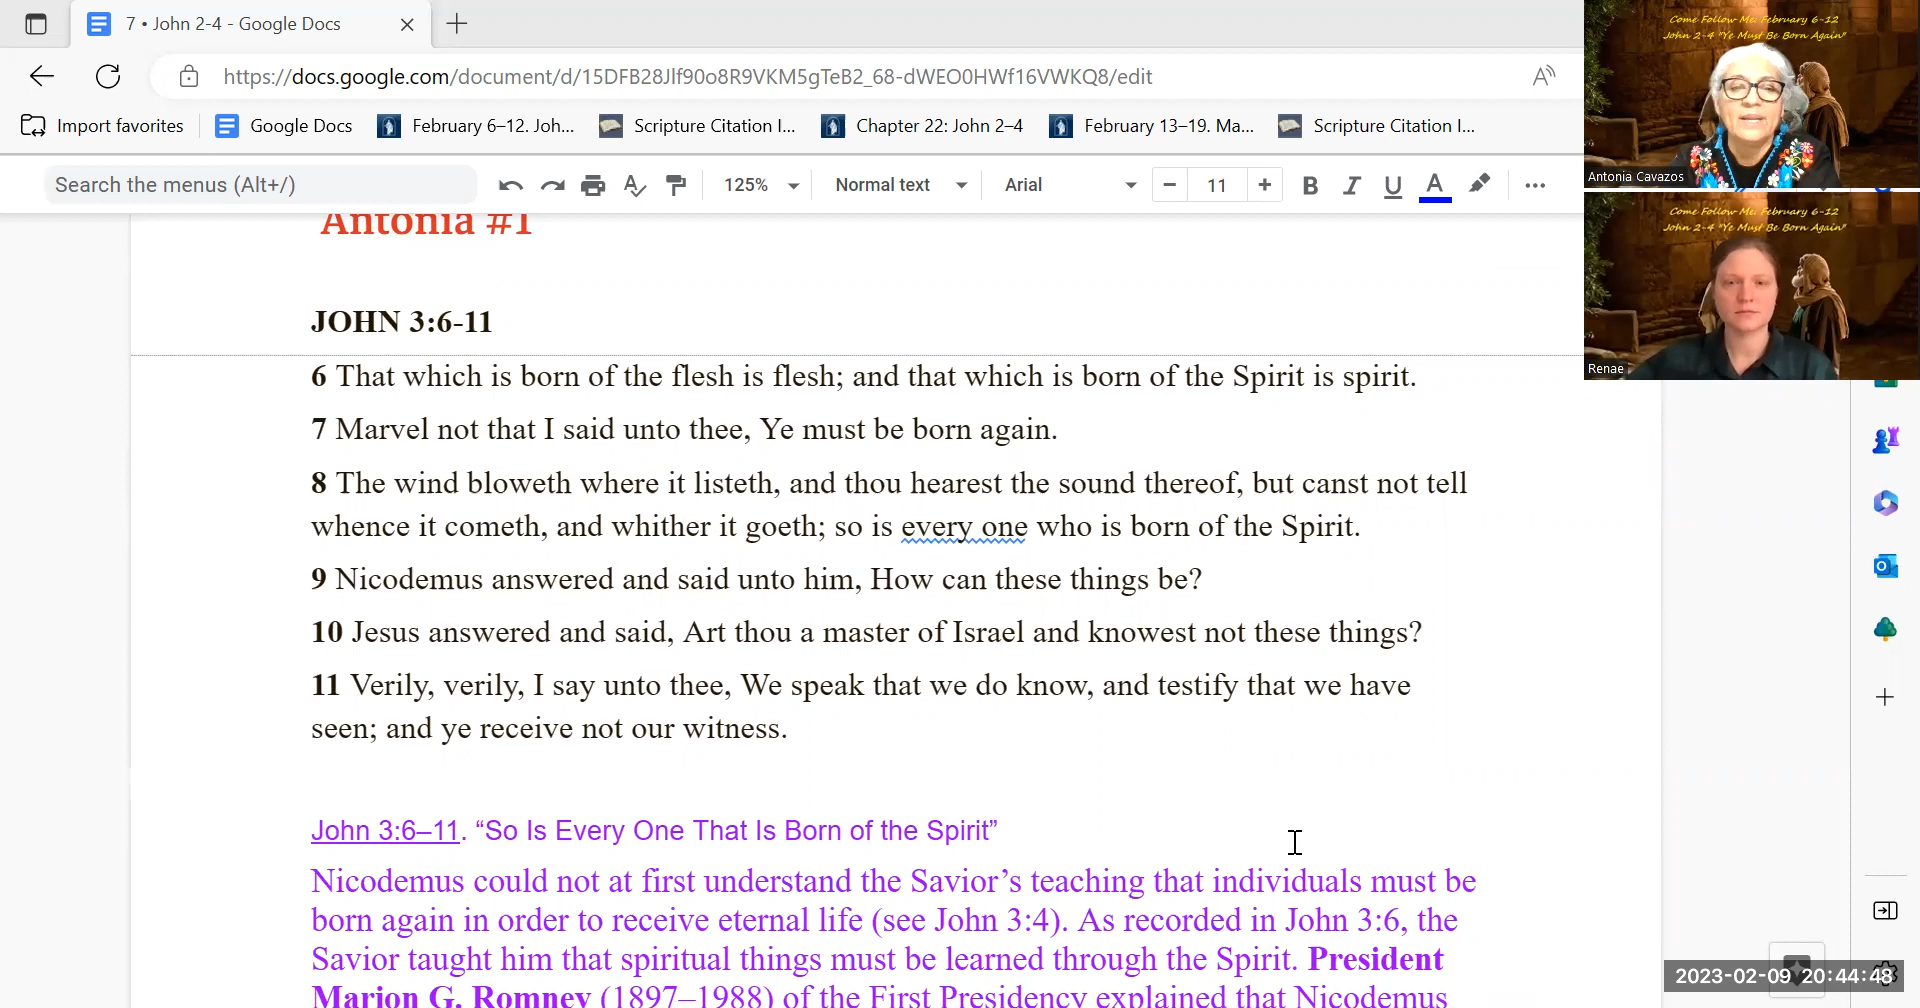 7 • John 2-4 - Google Docs
https://docs.google.com/document/d/15DFB28Jlf90o8R9VKM5gTeB2_68-dWEO0HWf16VWKQ8/edit
Import favorites
Google Docs
February 6–12. Joh...
Scripture Citation I...
Chapter 22: John 2–4
February 13–19. Ma...
Scripture Citation I...
Search the menus (Alt+/)
125%
Normal text
Arial
11
B I U A
Antonia #1
JOHN 3:6-11
6 That which is born of the flesh is flesh; and that which is born of the Spirit is spirit.
7 Marvel not that I said unto thee, Ye must be born again.
8 The wind bloweth where it listeth, and thou hearest the sound thereof, but canst not tell
whence it cometh, and whither it goeth; so is every one who is born of the Spirit.
9 Nicodemus answered and said unto him, How can these things be?
10 Jesus answered and said, Art thou a master of Israel and knowest not these things?
11 Verily, verily, I say unto thee, We speak that we do know, and testify that we have
seen; and ye receive not our witness.
John 3:6–11. “So Is Every One That Is Born of the Spirit”
Nicodemus could not at first understand the Savior’s teaching that individuals must be
born again in order to receive eternal life (see John 3:4). As recorded in John 3:6, the
Savior taught him that spiritual things must be learned through the Spirit. President
Marion G. Romney (1897–1988) of the First Presidency explained that Nicodemus
Come Follow Me: February 6-12
John 2-4 "Ye Must Be Born Again"
Antonia Cavazos
Come Follow Me: February 6-12
John 2-4 "Ye Must Be Born Again"
Renae
2023-02-09 20:44:48